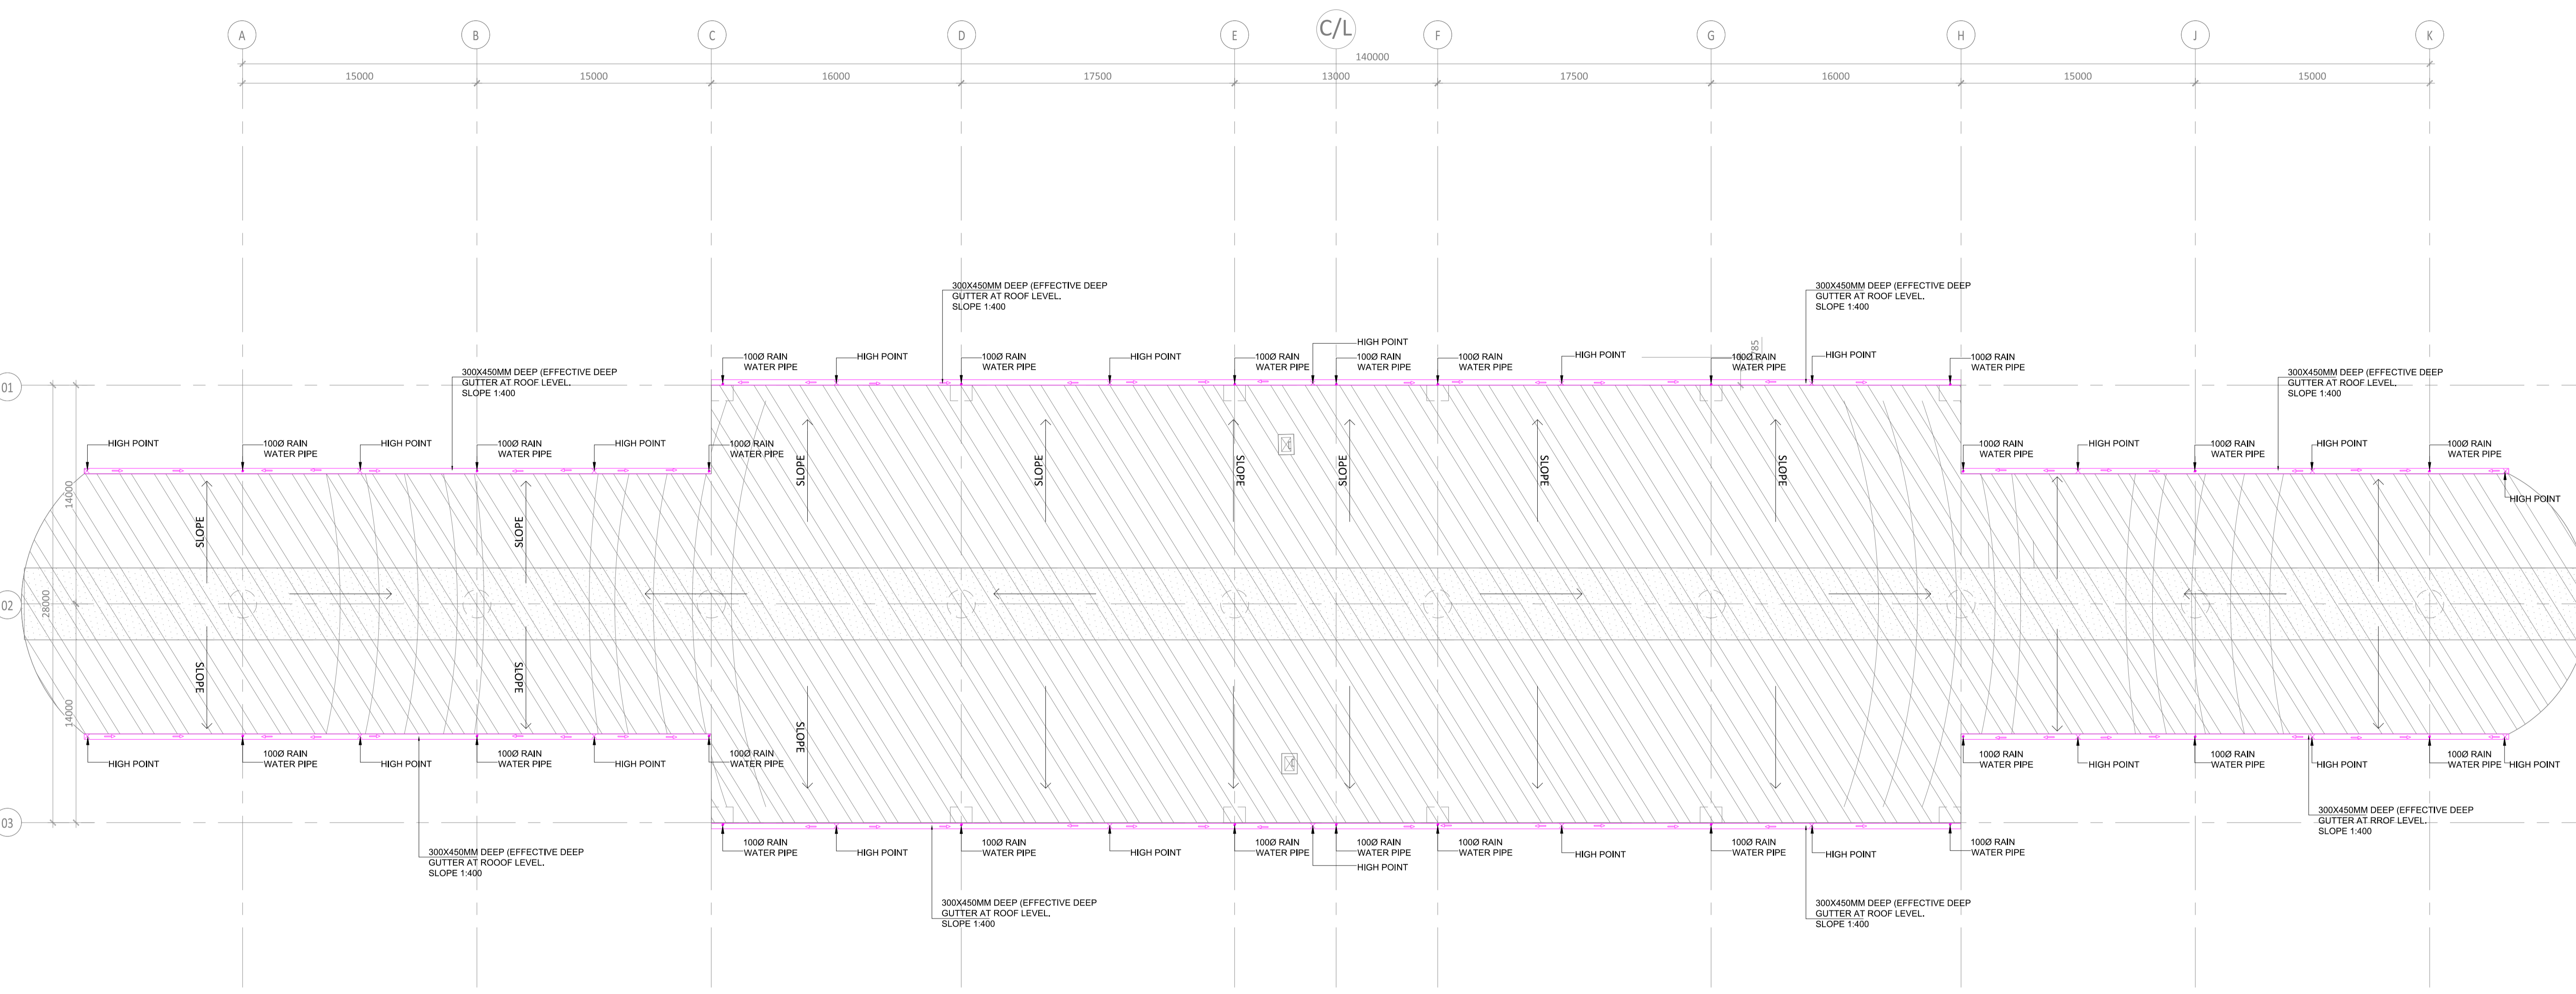 A
B
C
D
E
C/L
F
G
H
J
K
140000
15000
15000
16000
17500
13000
17500
16000
15000
15000
300X450MM DEEP (EFFECTIVE DEEP
GUTTER AT ROOF LEVEL.
SLOPE 1:400
300X450MM DEEP (EFFECTIVE DEEP
GUTTER AT ROOF LEVEL.
SLOPE 1:400
100Ø RAIN
WATER PIPE
HIGH POINT
100Ø RAIN
WATER PIPE
HIGH POINT
100Ø RAIN
WATER PIPE
HIGH POINT
100Ø RAIN
WATER PIPE
100Ø RAIN
WATER PIPE
HIGH POINT
100Ø RAIN
WATER PIPE
HIGH POINT
100Ø RAIN
WATER PIPE
01
300X450MM DEEP (EFFECTIVE DEEP
GUTTER AT ROOF LEVEL.
SLOPE 1:400
300X450MM DEEP (EFFECTIVE DEEP
GUTTER AT RROF LEVEL.
SLOPE 1:400
HIGH POINT
100Ø RAIN
WATER PIPE
HIGH POINT
100Ø RAIN
WATER PIPE
HIGH POINT
100Ø RAIN
WATER PIPE
100Ø RAIN
WATER PIPE
HIGH POINT
100Ø RAIN
WATER PIPE
HIGH POINT
100Ø RAIN
WATER PIPE
HIGH POINT
SLOPE
SLOPE
SLOPE
SLOPE
SLOPE
SLOPE
SLOPE
SLOPE
14000
28000
02
14000
SLOPE
SLOPE
SLOPE
HIGH POINT
100Ø RAIN
WATER PIPE
HIGH POINT
100Ø RAIN
WATER PIPE
HIGH POINT
100Ø RAIN
WATER PIPE
100Ø RAIN
WATER PIPE
HIGH POINT
100Ø RAIN
WATER PIPE
HIGH POINT
100Ø RAIN
WATER PIPE
HIGH POINT
03
300X450MM DEEP (EFFECTIVE DEEP
GUTTER AT RROF LEVEL.
SLOPE 1:400
100Ø RAIN
WATER PIPE
HIGH POINT
100Ø RAIN
WATER PIPE
HIGH POINT
100Ø RAIN
WATER PIPE
HIGH POINT
100Ø RAIN
WATER PIPE
100Ø RAIN
WATER PIPE
HIGH POINT
100Ø RAIN
WATER PIPE
HIGH POINT
100Ø RAIN
WATER PIPE
300X450MM DEEP (EFFECTIVE DEEP
GUTTER AT ROOOF LEVEL.
SLOPE 1:400
300X450MM DEEP (EFFECTIVE DEEP
GUTTER AT ROOF LEVEL.
SLOPE 1:400
300X450MM DEEP (EFFECTIVE DEEP
GUTTER AT ROOF LEVEL.
SLOPE 1:400